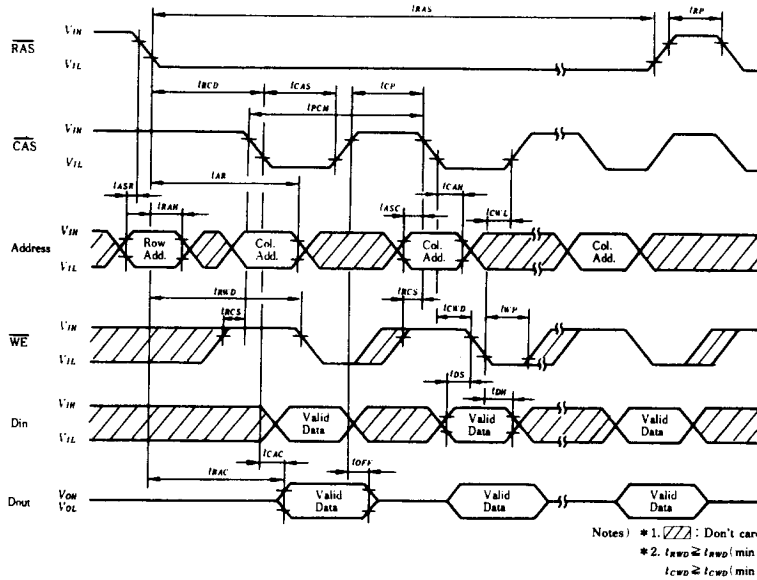 tRAS
tRP
RAS
VIH
VIL
tRCD
tCAS
tCP
tPCM
CAS
VIH
VIL
tASR
tAR
tRAH
tASC
tCAH
tCWL
Address
VIH
VIL
Row Add.
Col. Add.
Col. Add.
Col. Add.
tRWD
tRCS
tRCS
tCWD
tWP
WE
VIH
VIL
tDS
tDH
Din
VIH
VIL
Valid Data
Valid Data
Valid Data
tCAC
tRAC
tOFF
Dout
VOH
VOL
Valid Data
Valid Data
Valid Data
Notes) *1. : Don't care
*2. tRWD ≧ tRWD(min
tCWD ≧ tCWD(min